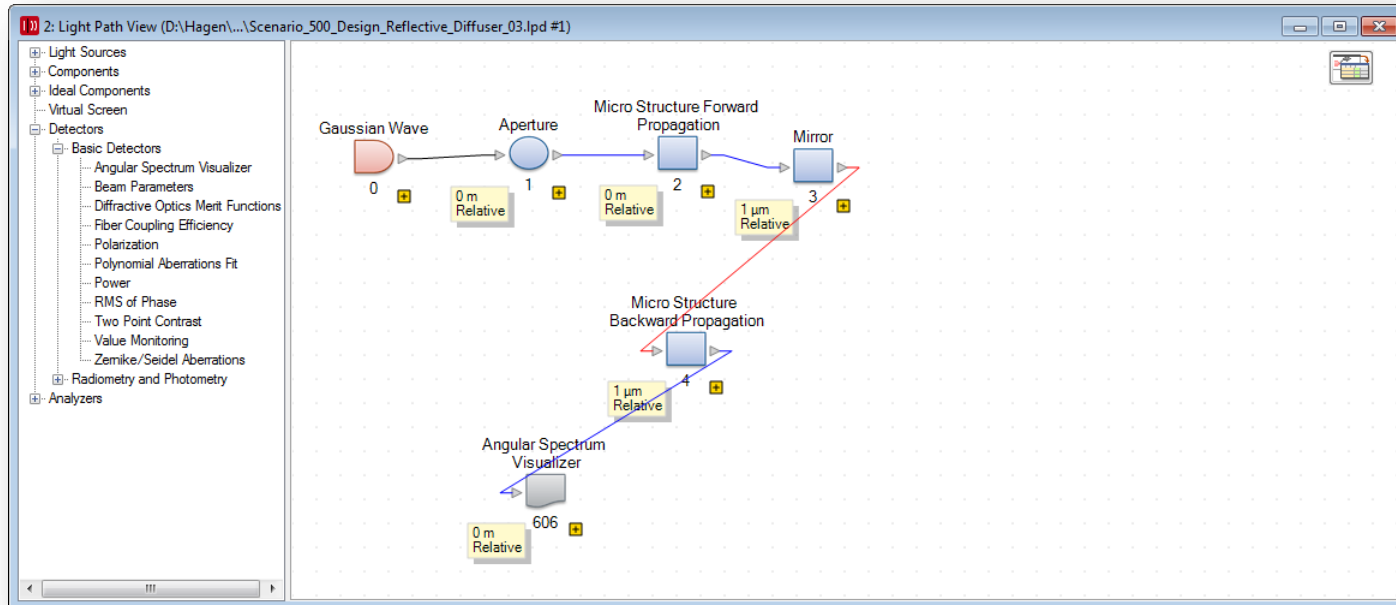 2: Light Path View (D:\Hagen\...\Scenario_500_Design_Reflective_Diffuser_03.lpd #1)
Light Sources
Components
Ideal Components
Virtual Screen
Detectors
Basic Detectors
Angular Spectrum Visualizer
Beam Parameters
Diffractive Optics Merit Functions
Fiber Coupling Efficiency
Polarization
Polynomial Aberrations Fit
Power
RMS of Phase
Two Point Contrast
Value Monitoring
Zernike/Seidel Aberrations
Radiometry and Photometry
Analyzers
Gaussian Wave
0
Aperture
1
0 m
Relative
Micro Structure Forward
Propagation
2
0 m
Relative
Mirror
3
1 µm
Relative
Micro Structure
Backward Propagation
4
1 µm
Relative
Angular Spectrum
Visualizer
606
0 m
Relative